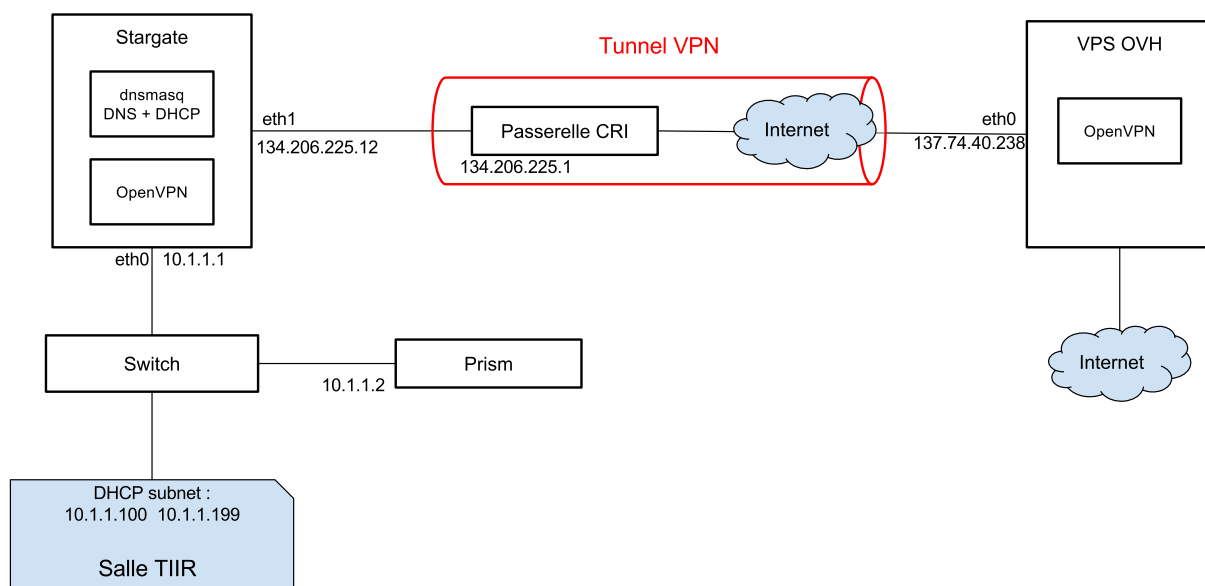 Stargate
dnsmasq
DNS + DHCP
OpenVPN
eth1
134.206.225.12
eth0 10.1.1.1
Tunnel VPN
Passerelle CRI
134.206.225.1
Internet
eth0
137.74.40.238
VPS OVH
OpenVPN
Internet
Switch
10.1.1.2
Prism
DHCP subnet :
10.1.1.100 10.1.1.199
Salle TIIR